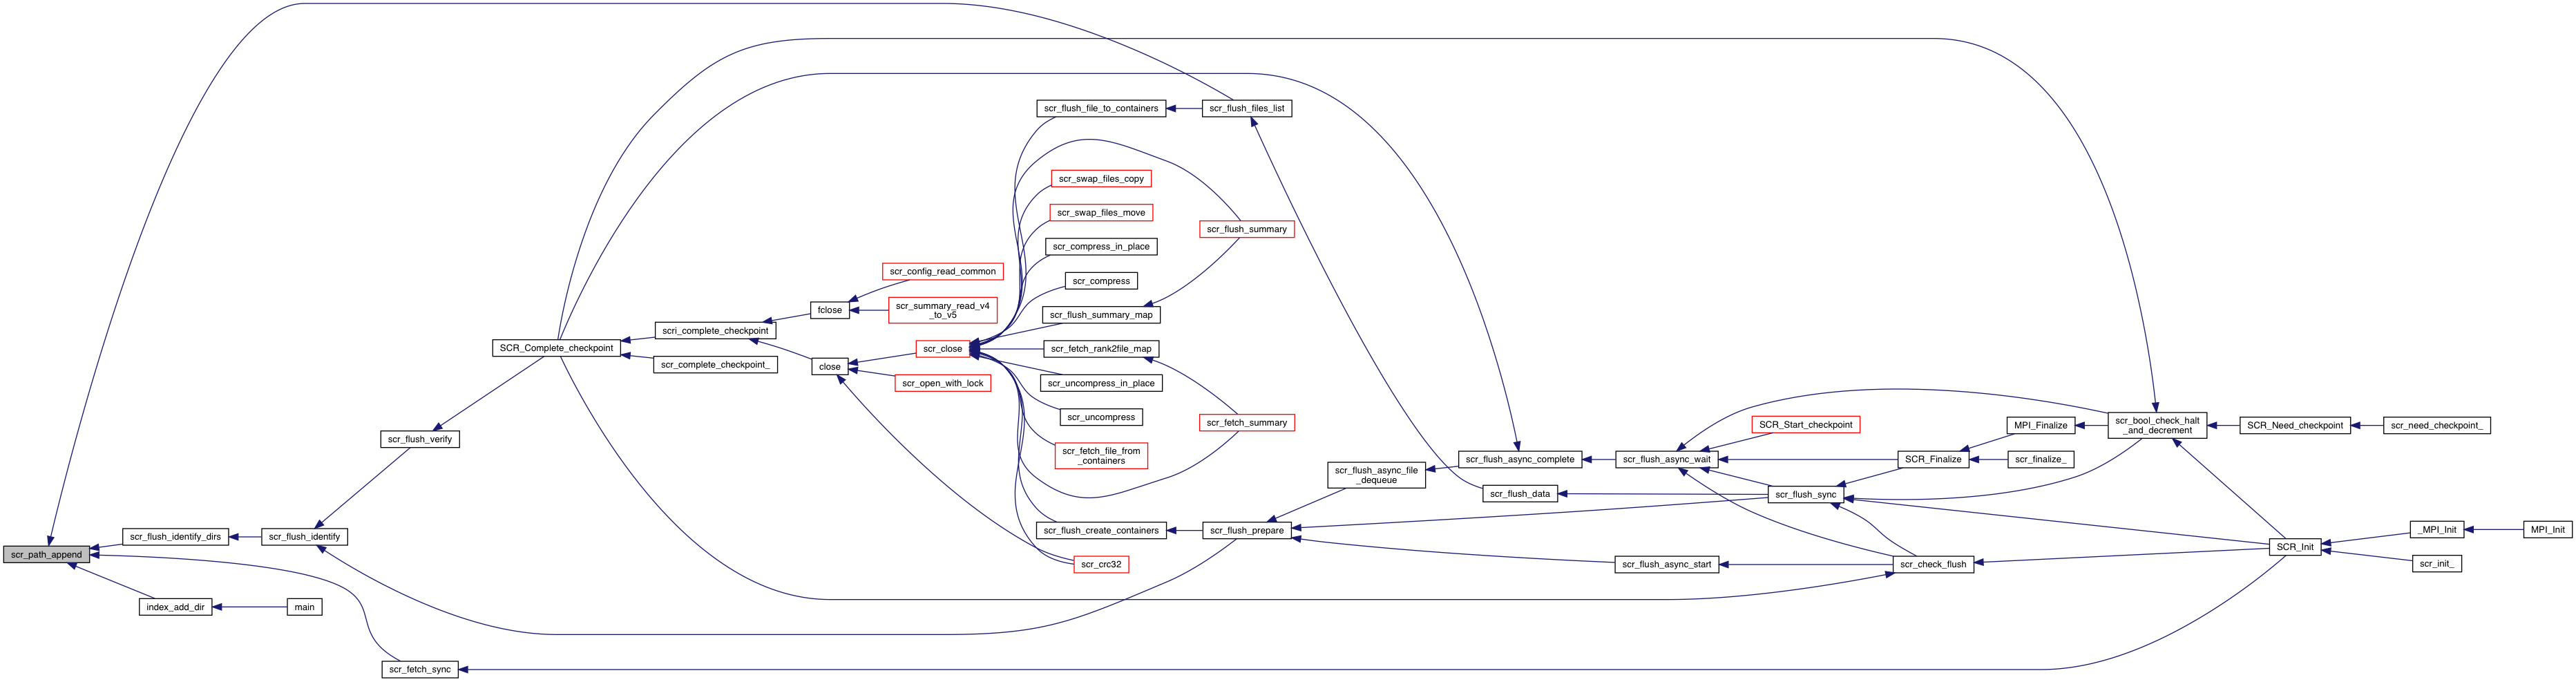 scr_path_append
scr_flush_identify_dirs
index_add_dir
scr_flush_identify
main
scr_flush_verify
scr_fetch_sync
SCR_Complete_checkpoint
scri_complete_checkpoint
scr_complete_checkpoint_
fclose
close
scr_config_read_common
scr_summary_read_v4
_to_v5
scr_close
scr_open_with_lock
scr_flush_file_to_containers
scr_swap_files_copy
scr_swap_files_move
scr_compress_in_place
scr_compress
scr_flush_summary_map
scr_fetch_rank2file_map
scr_uncompress_in_place
scr_uncompress
scr_fetch_file_from
_containers
scr_flush_create_containers
scr_crc32
scr_flush_files_list
scr_flush_summary
scr_fetch_summary
scr_flush_prepare
scr_flush_async_file
_dequeue
scr_flush_async_complete
scr_flush_data
scr_flush_async_wait
scr_flush_async_start
SCR_Start_checkpoint
scr_flush_sync
SCR_Finalize
scr_check_flush
MPI_Finalize
scr_finalize_
scr_bool_check_halt
_and_decrement
SCR_Need_checkpoint
SCR_Init
scr_need_checkpoint_
_MPI_Init
scr_init_
MPI_Init